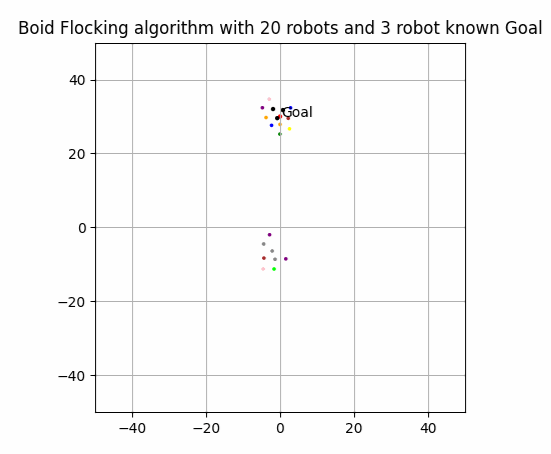 Boid Flocking algorithm with 20 robots and 3 robot known Goal
40
Goal
20
0
−20
−40
−40 −20 0 20 40